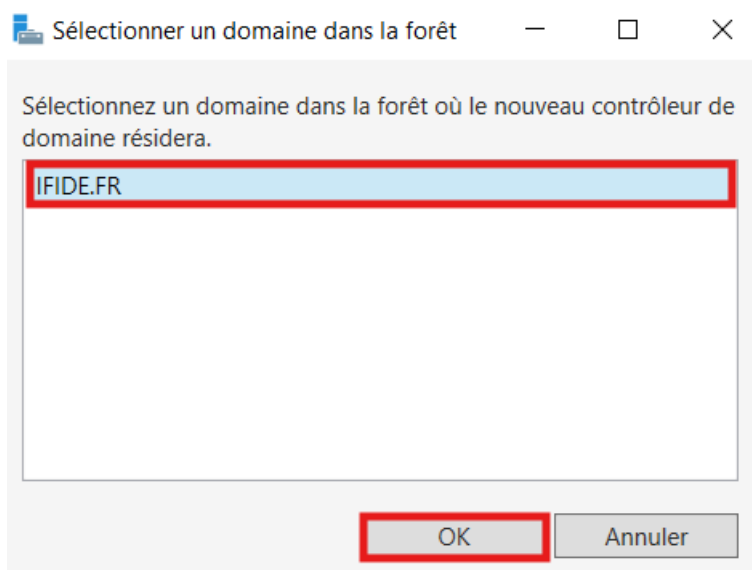 Sélectionner un domaine dans la forêt
Sélectionnez un domaine dans la forêt où le nouveau contrôleur de
domaine résidera.
IFIDE.FR
OK
Annuler